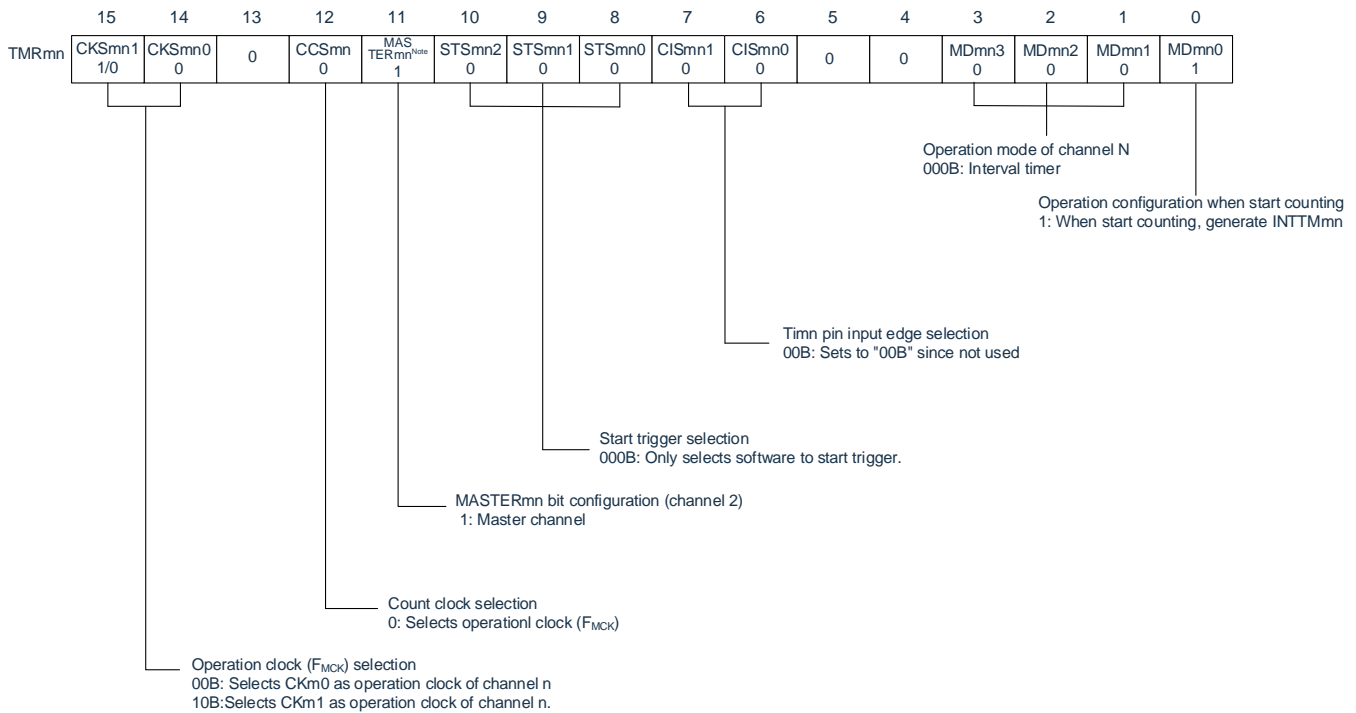 15 14 13 12 11 10 9 8 7 6 5 4 3 2 1 0
TMRmn CKSmn1 CKSmn0 0 CCSmn MAS TERmnNote STSmn2 STSmn1 STSmn0 CISmn1 CISmn0 0 0 MDmn3 MDmn2 MDmn1 MDmn0
1/0 0 0 1 0 0 0 0 0 0 0 0 1
Operation mode of channel N
000B: Interval timer
Operation configuration when start counting
1: When start counting, generate INTTMmn
Timn pin input edge selection
00B: Sets to "00B" since not used
Start trigger selection
000B: Only selects software to start trigger.
MASTERmn bit configuration (channel 2)
1: Master channel
Count clock selection
0: Selects operationl clock (FMCK)
Operation clock (FMCK) selection
00B: Selects CKm0 as operation clock of channel n
10B:Selects CKm1 as operation clock of channel n.